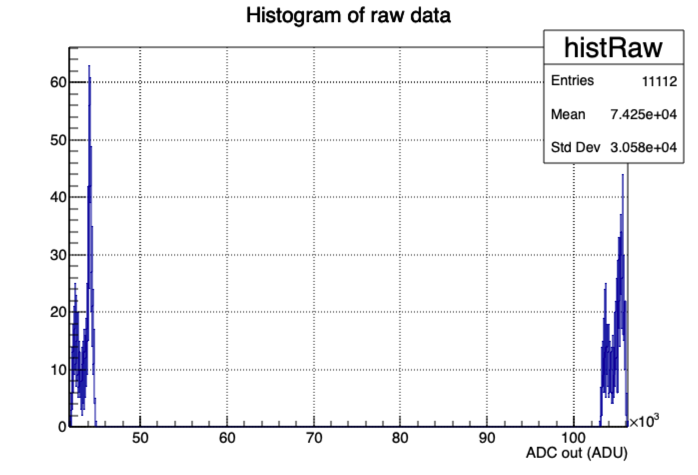 Histogram of raw data
histRaw
Entries 11112
Mean 7.425e+04
Std Dev 3.058e+04
60
50
40
30
20
10
0
50 60 70 80 90 100
×10³
ADC out (ADU)